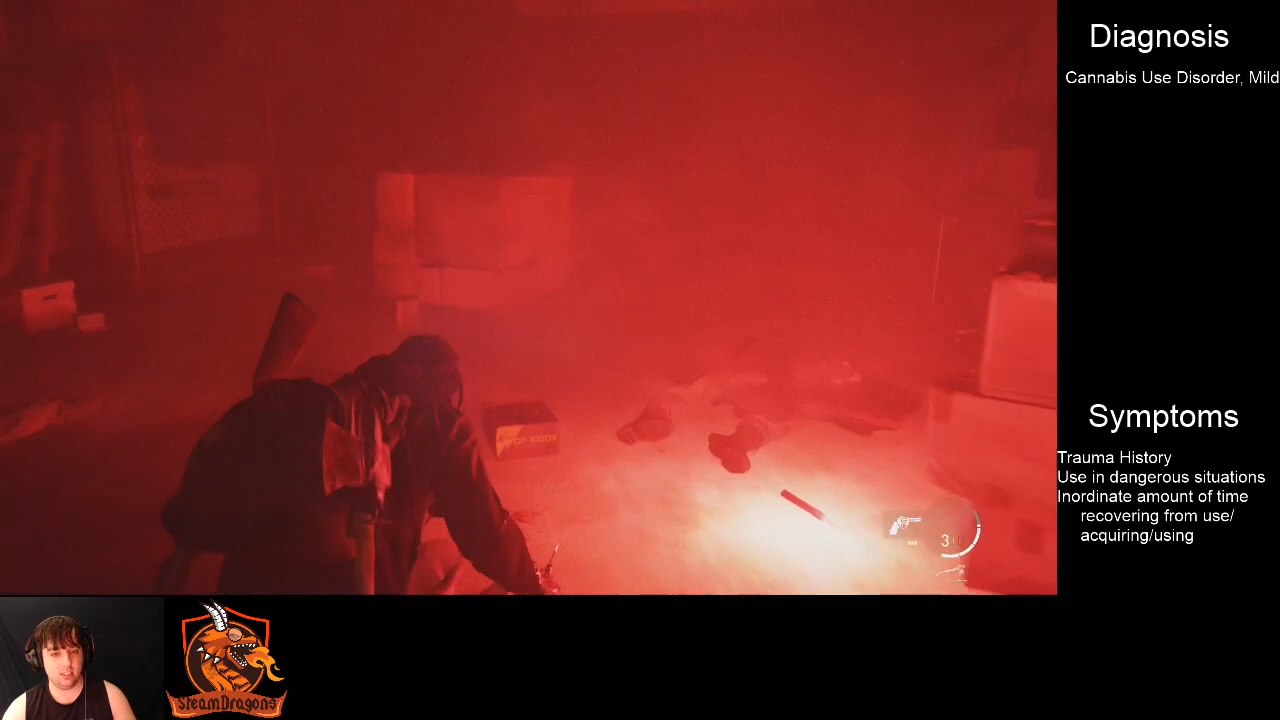 Diagnosis
Cannabis Use Disorder, Mild
Symptoms
Trauma History
Use in dangerous situations
Inordinate amount of time
recovering from use/
acquiring/using
3
SteamDragons